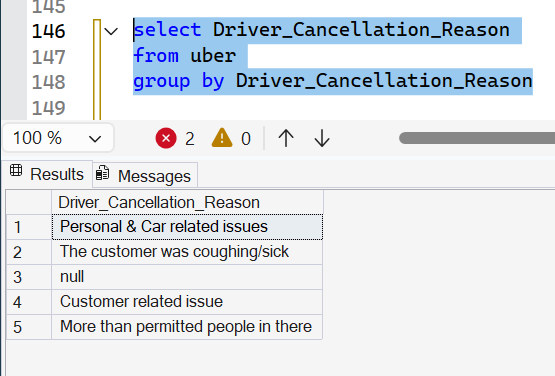 145
146 select Driver_Cancellation_Reason
147 from uber
148 group by Driver_Cancellation_Reason
149
100 % 2 0
Results Messages
Driver_Cancellation_Reason
1 Personal & Car related issues
2 The customer was coughing/sick
3 null
4 Customer related issue
5 More than permitted people in there